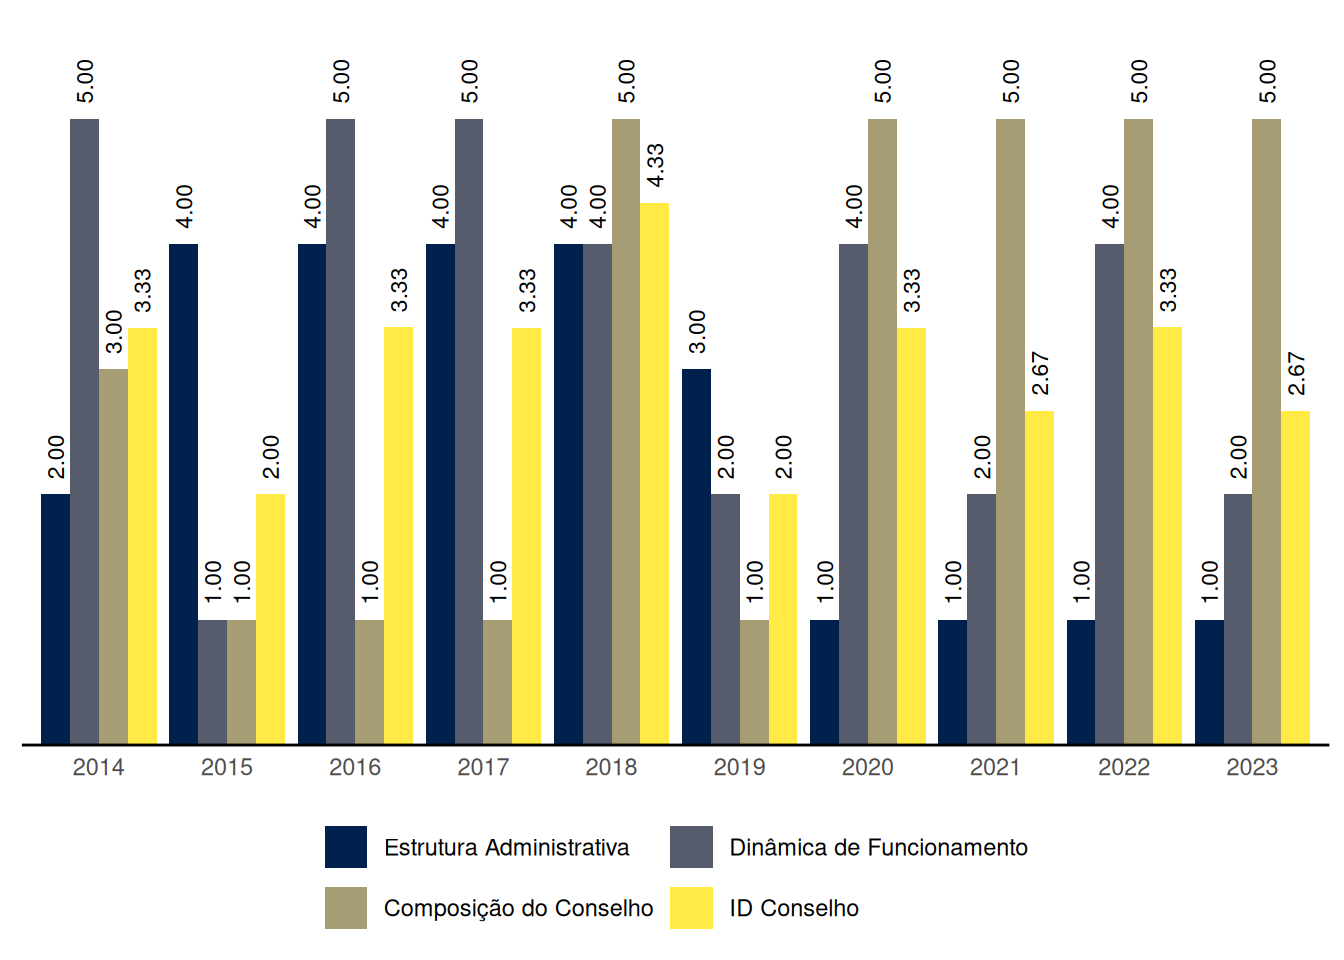 2.00 5.00 3.00 3.33 4.00 1.00 1.00 2.00 4.00 5.00 1.00 3.33 4.00 5.00 1.00 3.33 4.00 4.00 5.00 4.33 3.00 2.00 1.00 2.00 1.00 4.00 5.00 3.33 1.00 2.00 5.00 2.67 1.00 4.00 5.00 3.33 1.00 2.00 5.00 2.67
2014 2015 2016 2017 2018 2019 2020 2021 2022 2023
Estrutura Administrativa Dinâmica de Funcionamento
Composição do Conselho ID Conselho